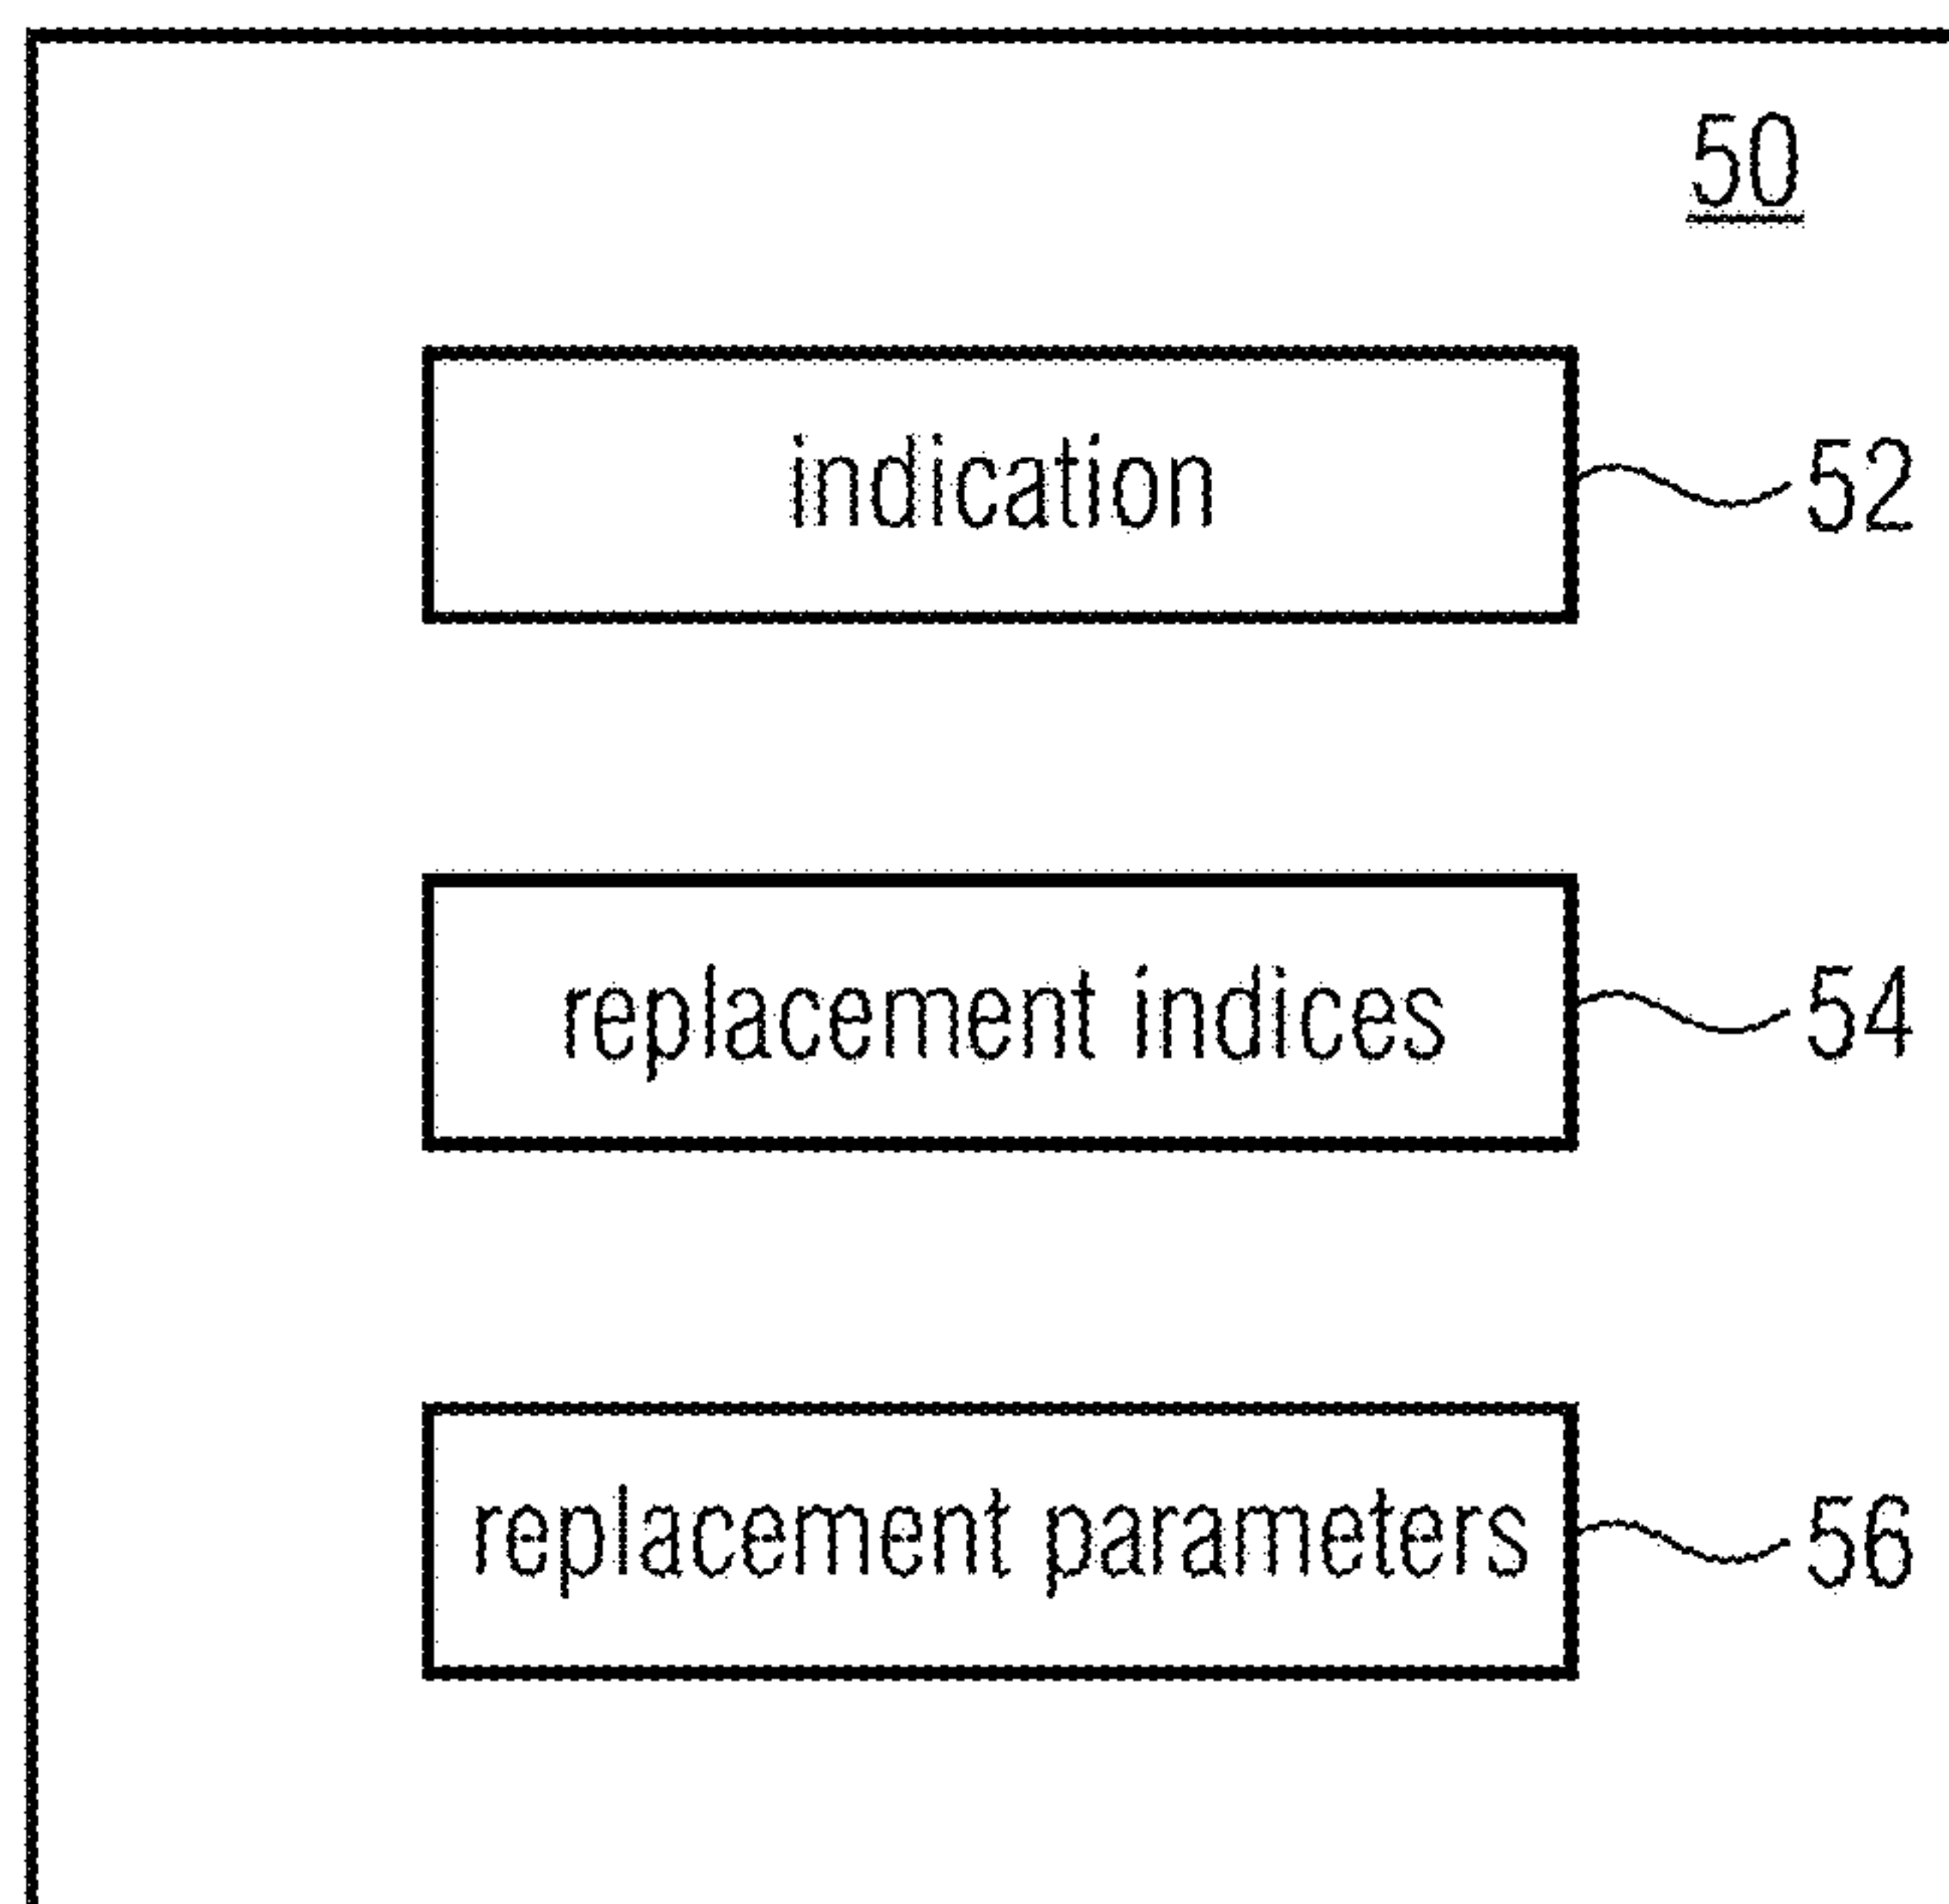 50
indication 52
replacement indices 54
replacement parameters 56